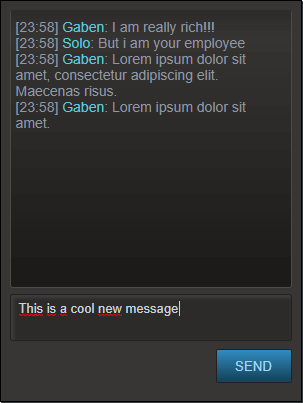 [23:58] Gaben: I am really rich!!!
[23:58] Solo: But i am your employee
[23:58] Gaben: Lorem ipsum dolor sit
amet, consectetur adipiscing elit.
Maecenas risus.
[23:58] Gaben: Lorem ipsum dolor sit
amet.
This is a cool new message
SEND